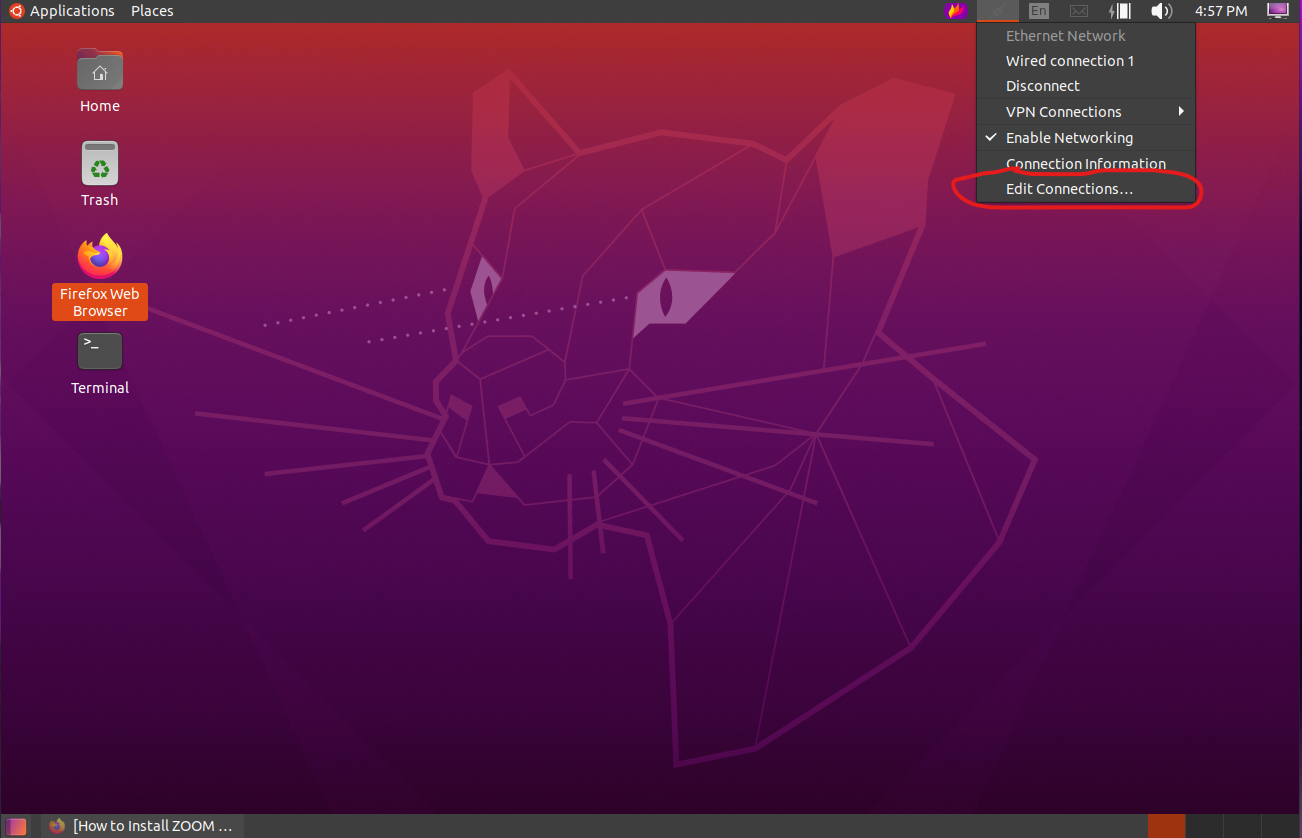 Applications Places
En
4:57 PM
Ethernet Network
Wired connection 1
Disconnect
VPN Connections
Enable Networking
Connection Information
Edit Connections...
Home
Trash
Firefox Web
Browser
>_
Terminal
[How to Install ZOOM ...